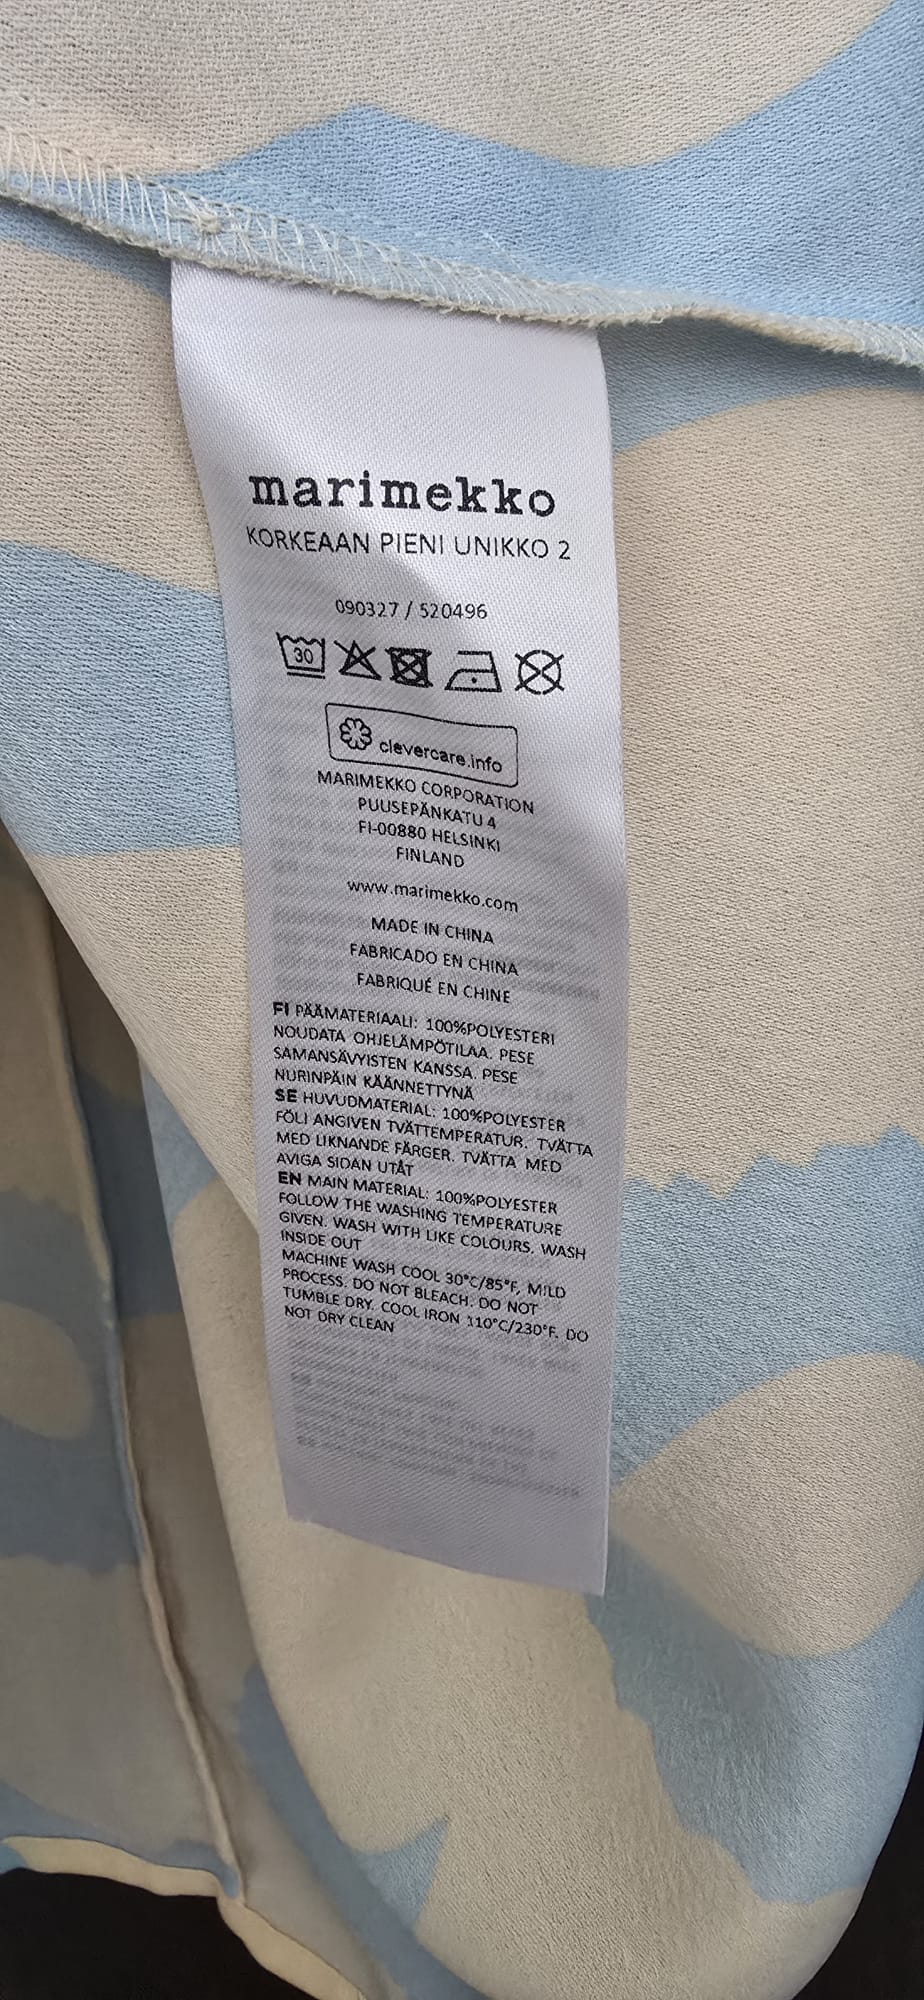 marimekko
KORKEAAN PIENI UNIKKO 2
090327 / 520496
30
clevercare.info
MARIMEKKO CORPORATION
PUUSEPÄNKATU 4
FI-00880 HELSINKI
FINLAND
www.marimekko.com
MADE IN CHINA
FABRICADO EN CHINA
FABRIQUÉ EN CHINE
FI PÄÄMATERIAALI: 100%POLYESTERI
NOUDATA OHJELÄMPÖTILAA. PESE
SAMANSÄVYISTEN KANSSA. PESE
NURINPÄIN KÄÄNNETTYNÄ
SE HUVUDMATERIAL: 100%POLYESTER
FÖLJ ANGIVEN TVÄTTEMPERATUR. TVÄTTA
MED LIKNANDE FÄRGER. TVÄTTA MED
AVIGA SIDAN UTÅT
EN MAIN MATERIAL: 100%POLYESTER
FOLLOW THE WASHING TEMPERATURE
GIVEN. WASH WITH LIKE COLOURS. WASH
INSIDE OUT
MACHINE WASH COOL 30°C/85°F, MILD
PROCESS. DO NOT BLEACH. DO NOT
TUMBLE DRY. COOL IRON 110°C/230°F. DO
NOT DRY CLEAN